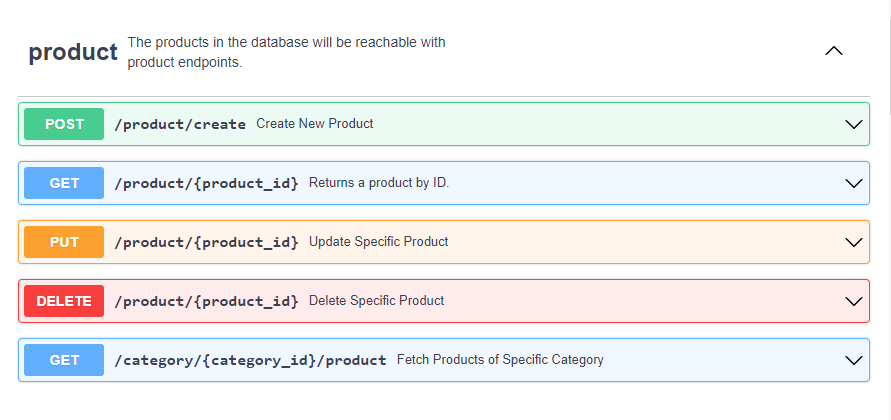 product The products in the database will be reachable with
product endpoints.
POST /product/create Create New Product
GET /product/{product_id} Returns a product by ID.
PUT /product/{product_id} Update Specific Product
DELETE /product/{product_id} Delete Specific Product
GET /category/{category_id}/product Fetch Products of Specific Category